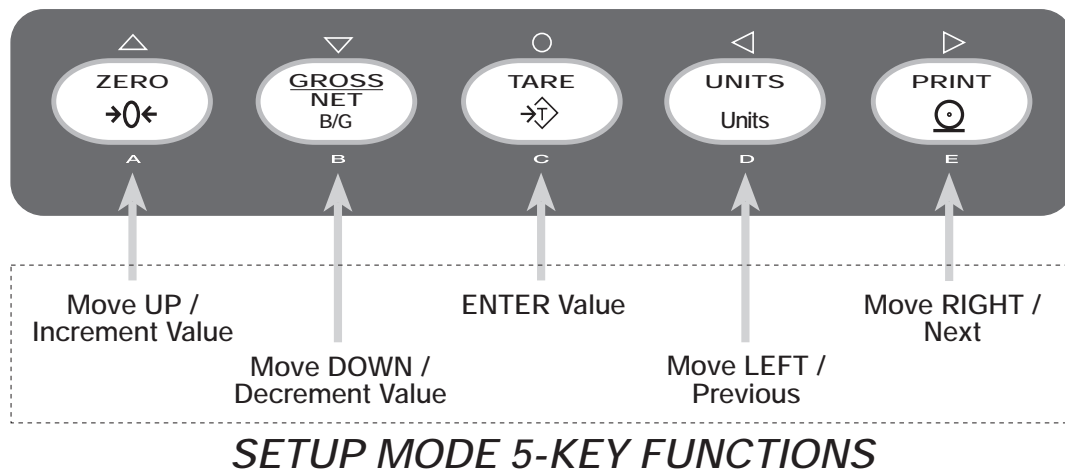 ZERO
→0←
A
GROSS
NET
B/G
B
TARE
T
C
UNITS
Units
D
PRINT
E
Move UP /
Increment Value
Move DOWN /
Decrement Value
ENTER Value
Move LEFT /
Previous
Move RIGHT /
Next
SETUP MODE 5-KEY FUNCTIONS